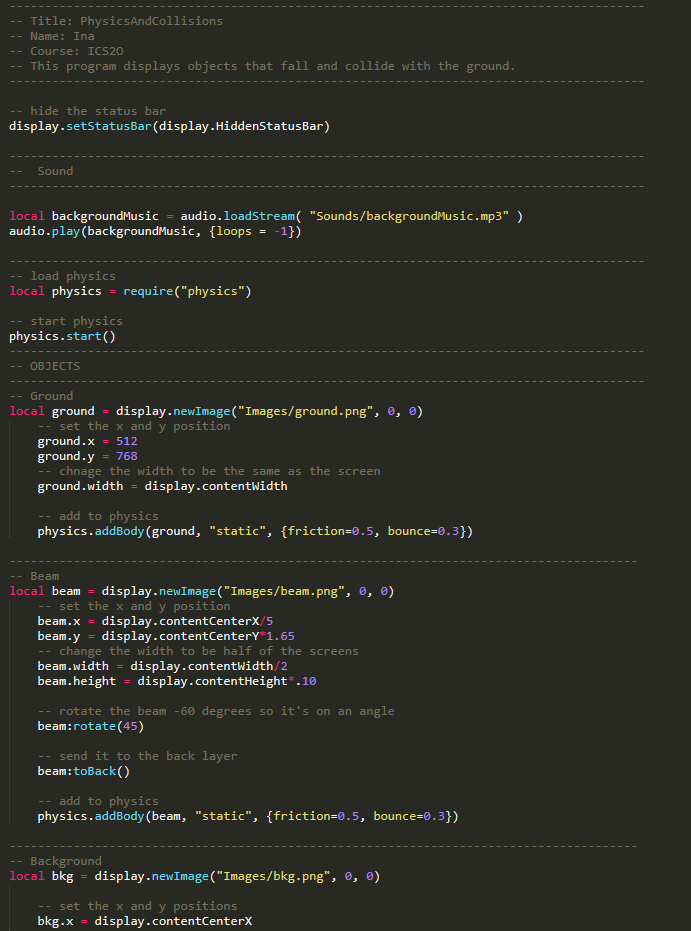 -----------------------------------------------------------------------------------------
-- Title: PhysicsAndCollisions
-- Name: Ina
-- Course: ICS2O
-- This program displays objects that fall and collide with the ground.
-----------------------------------------------------------------------------------------
-- hide the status bar
display.setStatusBar(display.HiddenStatusBar)
-----------------------------------------------------------------------------------------
--  Sound
-----------------------------------------------------------------------------------------
local backgroundMusic = audio.loadStream( "Sounds/backgroundMusic.mp3" )
audio.play(backgroundMusic, {loops = -1})
-----------------------------------------------------------------------------------------
-- load physics
local physics = require("physics")
-- start physics
physics.start()
-----------------------------------------------------------------------------------------
-- OBJECTS
-----------------------------------------------------------------------------------------
-- Ground
local ground = display.newImage("Images/ground.png", 0, 0)
    -- set the x and y position
    ground.x = 512
    ground.y = 768
    -- chnage the width to be the same as the screen
    ground.width = display.contentWidth
    -- add to physics
    physics.addBody(ground, "static", {friction=0.5, bounce=0.3})
----------------------------------------------------------------------------------------
-- Beam
local beam = display.newImage("Images/beam.png", 0, 0)
    -- set the x and y position
    beam.x = display.contentCenterX/5
    beam.y = display.contentCenterY*1.65
    -- change the width to be half of the screens
    beam.width = display.contentWidth/2
    beam.height = display.contentHeight*.10
    -- rotate the beam -60 degrees so it's on an angle
    beam:rotate(45)
    -- send it to the back layer
    beam:toBack()
    -- add to physics
    physics.addBody(beam, "static", {friction=0.5, bounce=0.3})
----------------------------------------------------------------------------------------
-- Background
local bkg = display.newImage("Images/bkg.png", 0, 0)
    -- set the x and y positions
    bkg.x = display.contentCenterX